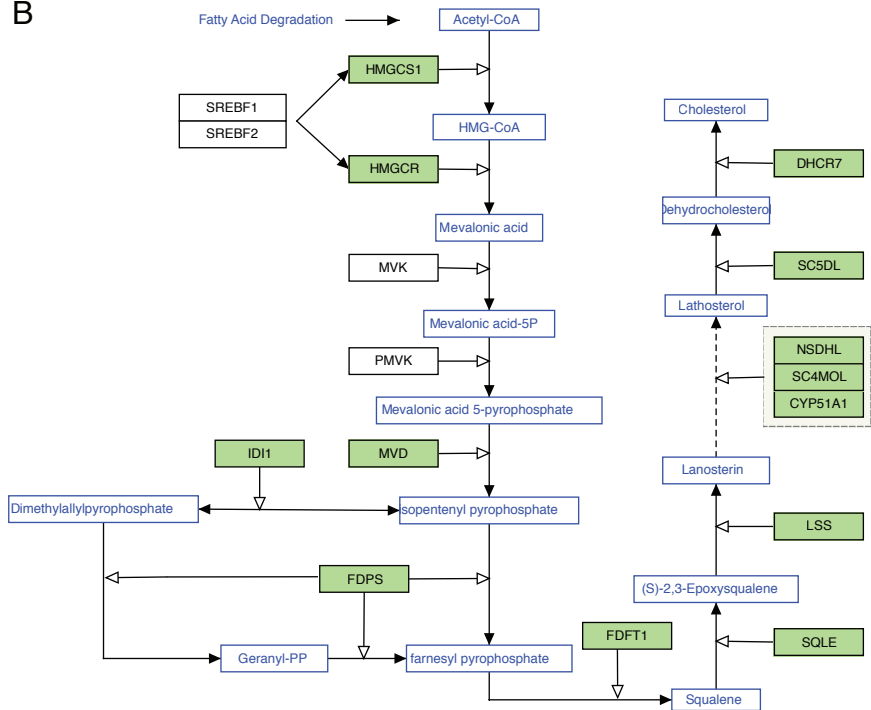 B
Fatty Acid Degradation
Acetyl-CoA
HMGCS1
SREBF1
SREBF2
HMG-CoA
HMGCR
Mevalonic acid
MVK
Mevalonic acid-5P
PMVK
Mevalonic acid 5-pyrophosphate
IDI1
MVD
Dimethylallylpyrophosphate
sopentenyl pyrophosphate
FDPS
Geranyl-PP
farnesyl pyrophosphate
FDFT1
Cholesterol
DHCR7
Dehydrocholesterol
SC5DL
Lathosterol
NSDHL
SC4MOL
CYP51A1
Lanosterin
LSS
(S)-2,3-Epoxysqualene
SQLE
Squalene